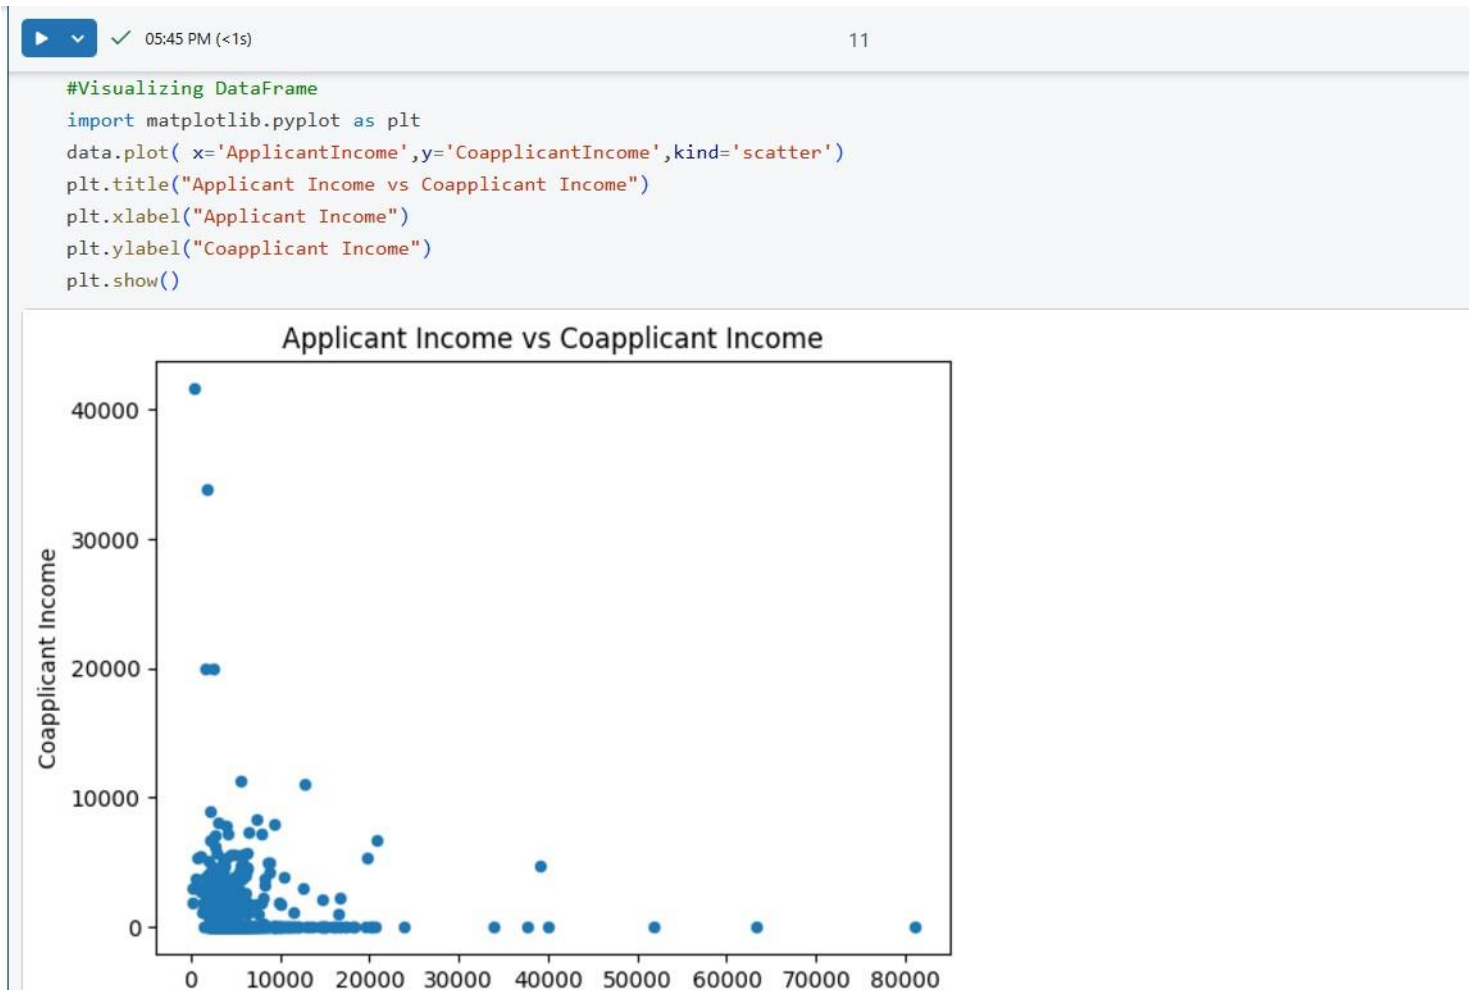 05:45 PM (<1s)
11
#Visualizing DataFrame
import matplotlib.pyplot as plt
data.plot( x='ApplicantIncome',y='CoapplicantIncome',kind='scatter')
plt.title("Applicant Income vs Coapplicant Income")
plt.xlabel("Applicant Income")
plt.ylabel("Coapplicant Income")
plt.show()
Applicant Income vs Coapplicant Income
Coapplicant Income
40000
30000
20000
10000
0
0 10000 20000 30000 40000 50000 60000 70000 80000